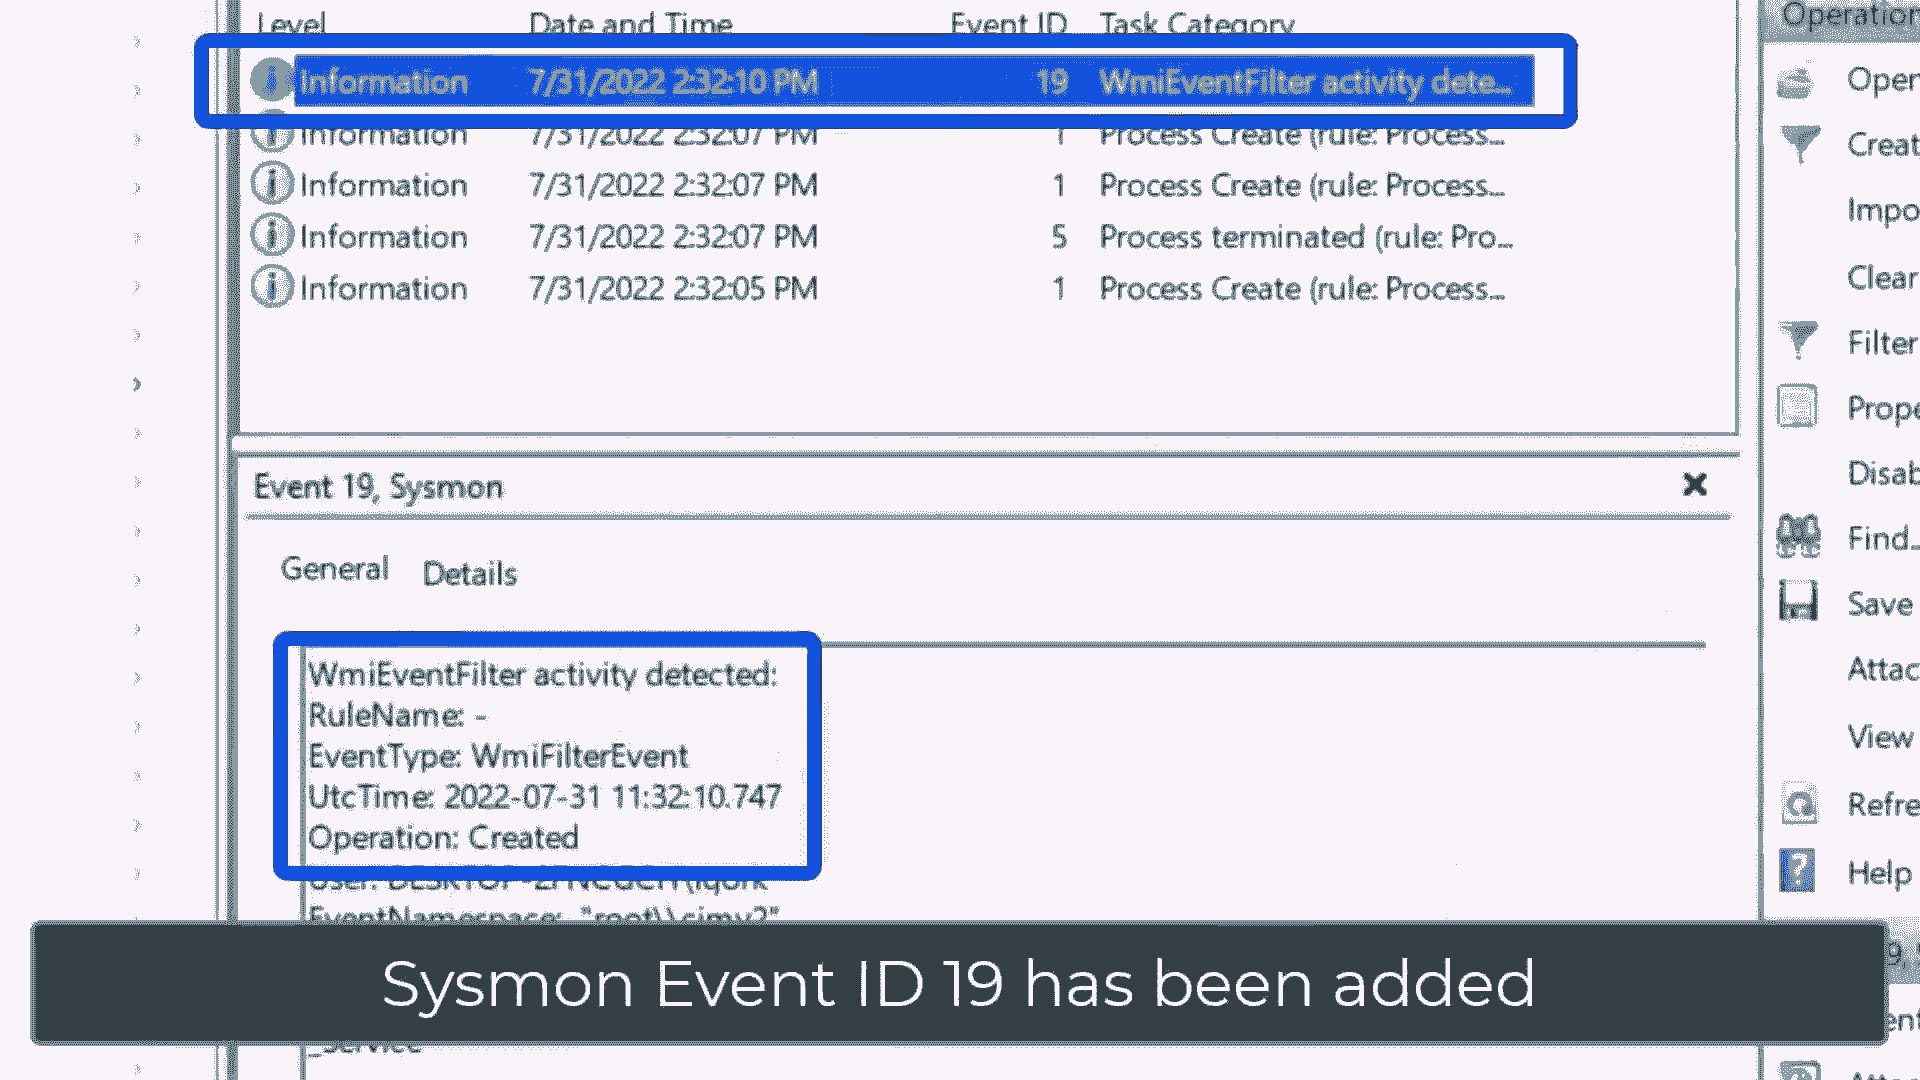 Level Date and Time Event ID Task Category
Information 7/31/2022 2:32:10 PM 19 WmiEventFilter activity dete...
Information 7/31/2022 2:32:07 PM 1 Process Create (rule: Process...
Information 7/31/2022 2:32:07 PM 1 Process Create (rule: Process...
Information 7/31/2022 2:32:07 PM 5 Process terminated (rule: Pro...
Information 7/31/2022 2:32:05 PM 1 Process Create (rule: Process...
Event 19, Sysmon
General Details
WmiEventFilter activity detected:
RuleName: -
EventType: WmiFilterEvent
UtcTime: 2022-07-31 11:32:10.747
Operation: Created
User:
EventNamespace: "root\\cimv2"
Sysmon Event ID 19 has been added
_Service
Operation
Open
Creat
Impo
Clear
Filter
Prope
Disab
Find...
Save
Attac
View
Refre
Help